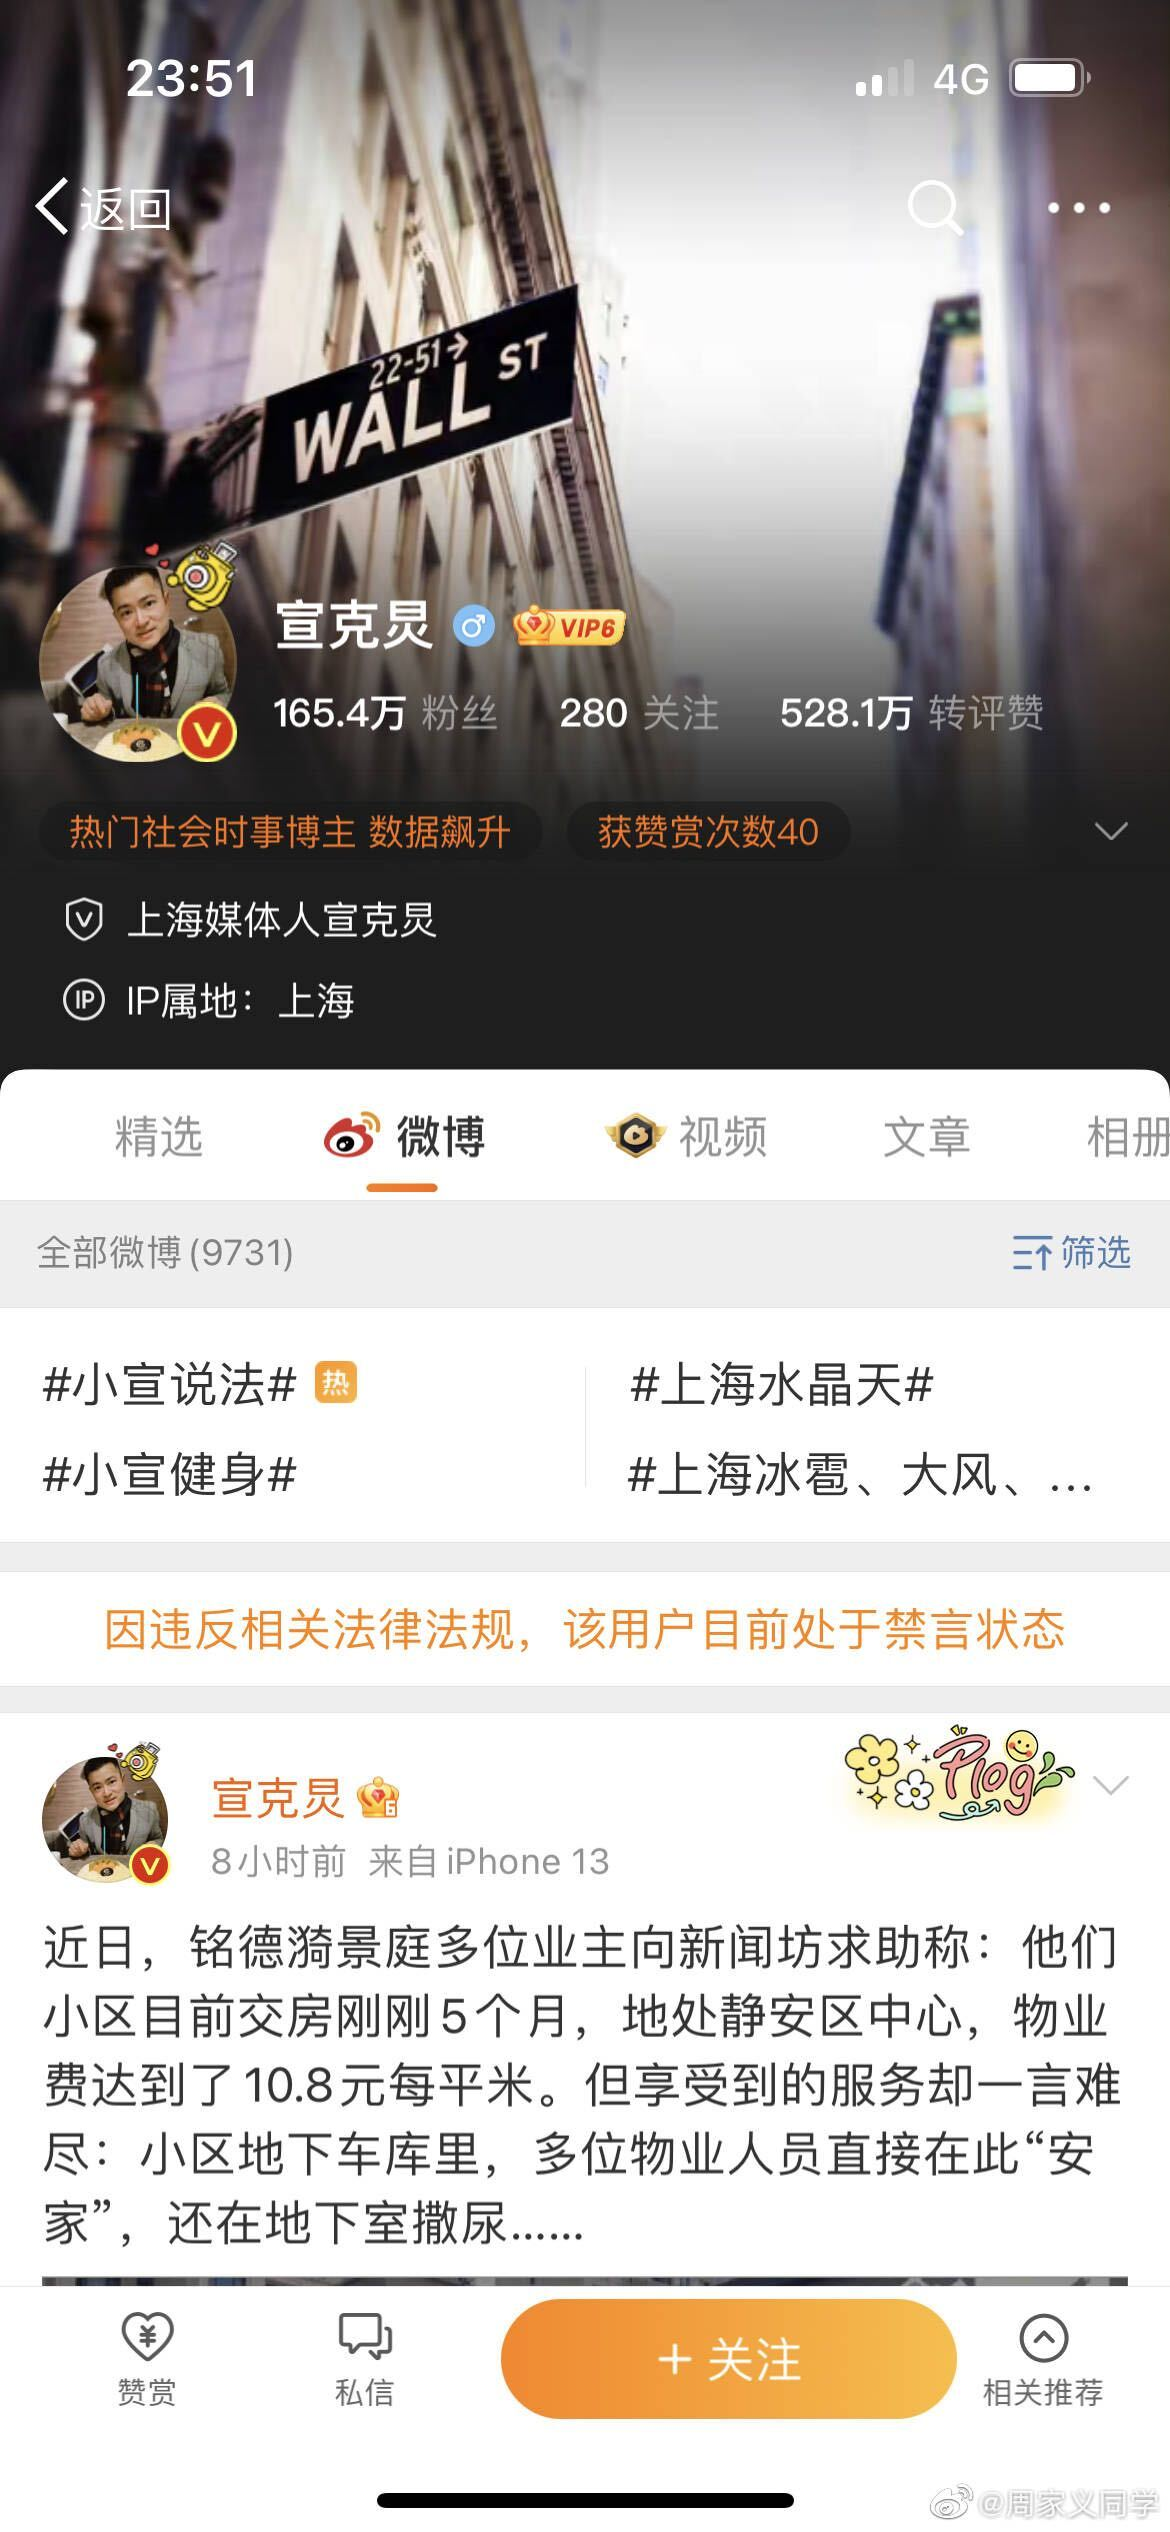 23:51
4G
返回
22-51→
WALL ST
宣克炅
VIP6
165.4万 粉丝 280 关注 528.1万 转评赞
热门社会时事博主 数据飙升 获赞赏次数40
上海媒体人宣克炅
IP IP属地：上海
精选 微博 视频 文章 相册
全部微博(9731) 筛选
#小宣说法# 热 #上海水晶天#
#小宣健身# #上海冰雹、大风、...
因违反相关法律法规，该用户目前处于禁言状态
Plog
宣克炅 6
8小时前 来自 iPhone 13
近日，铭德漪景庭多位业主向新闻坊求助称：他们
小区目前交房刚刚5个月，地处静安区中心，物业
费达到了10.8元每平米。但享受到的服务却一言难
尽：小区地下车库里，多位物业人员直接在此“安
家”，还在地下室撒尿……
赞赏 私信 + 关注 相关推荐
@周家义同学